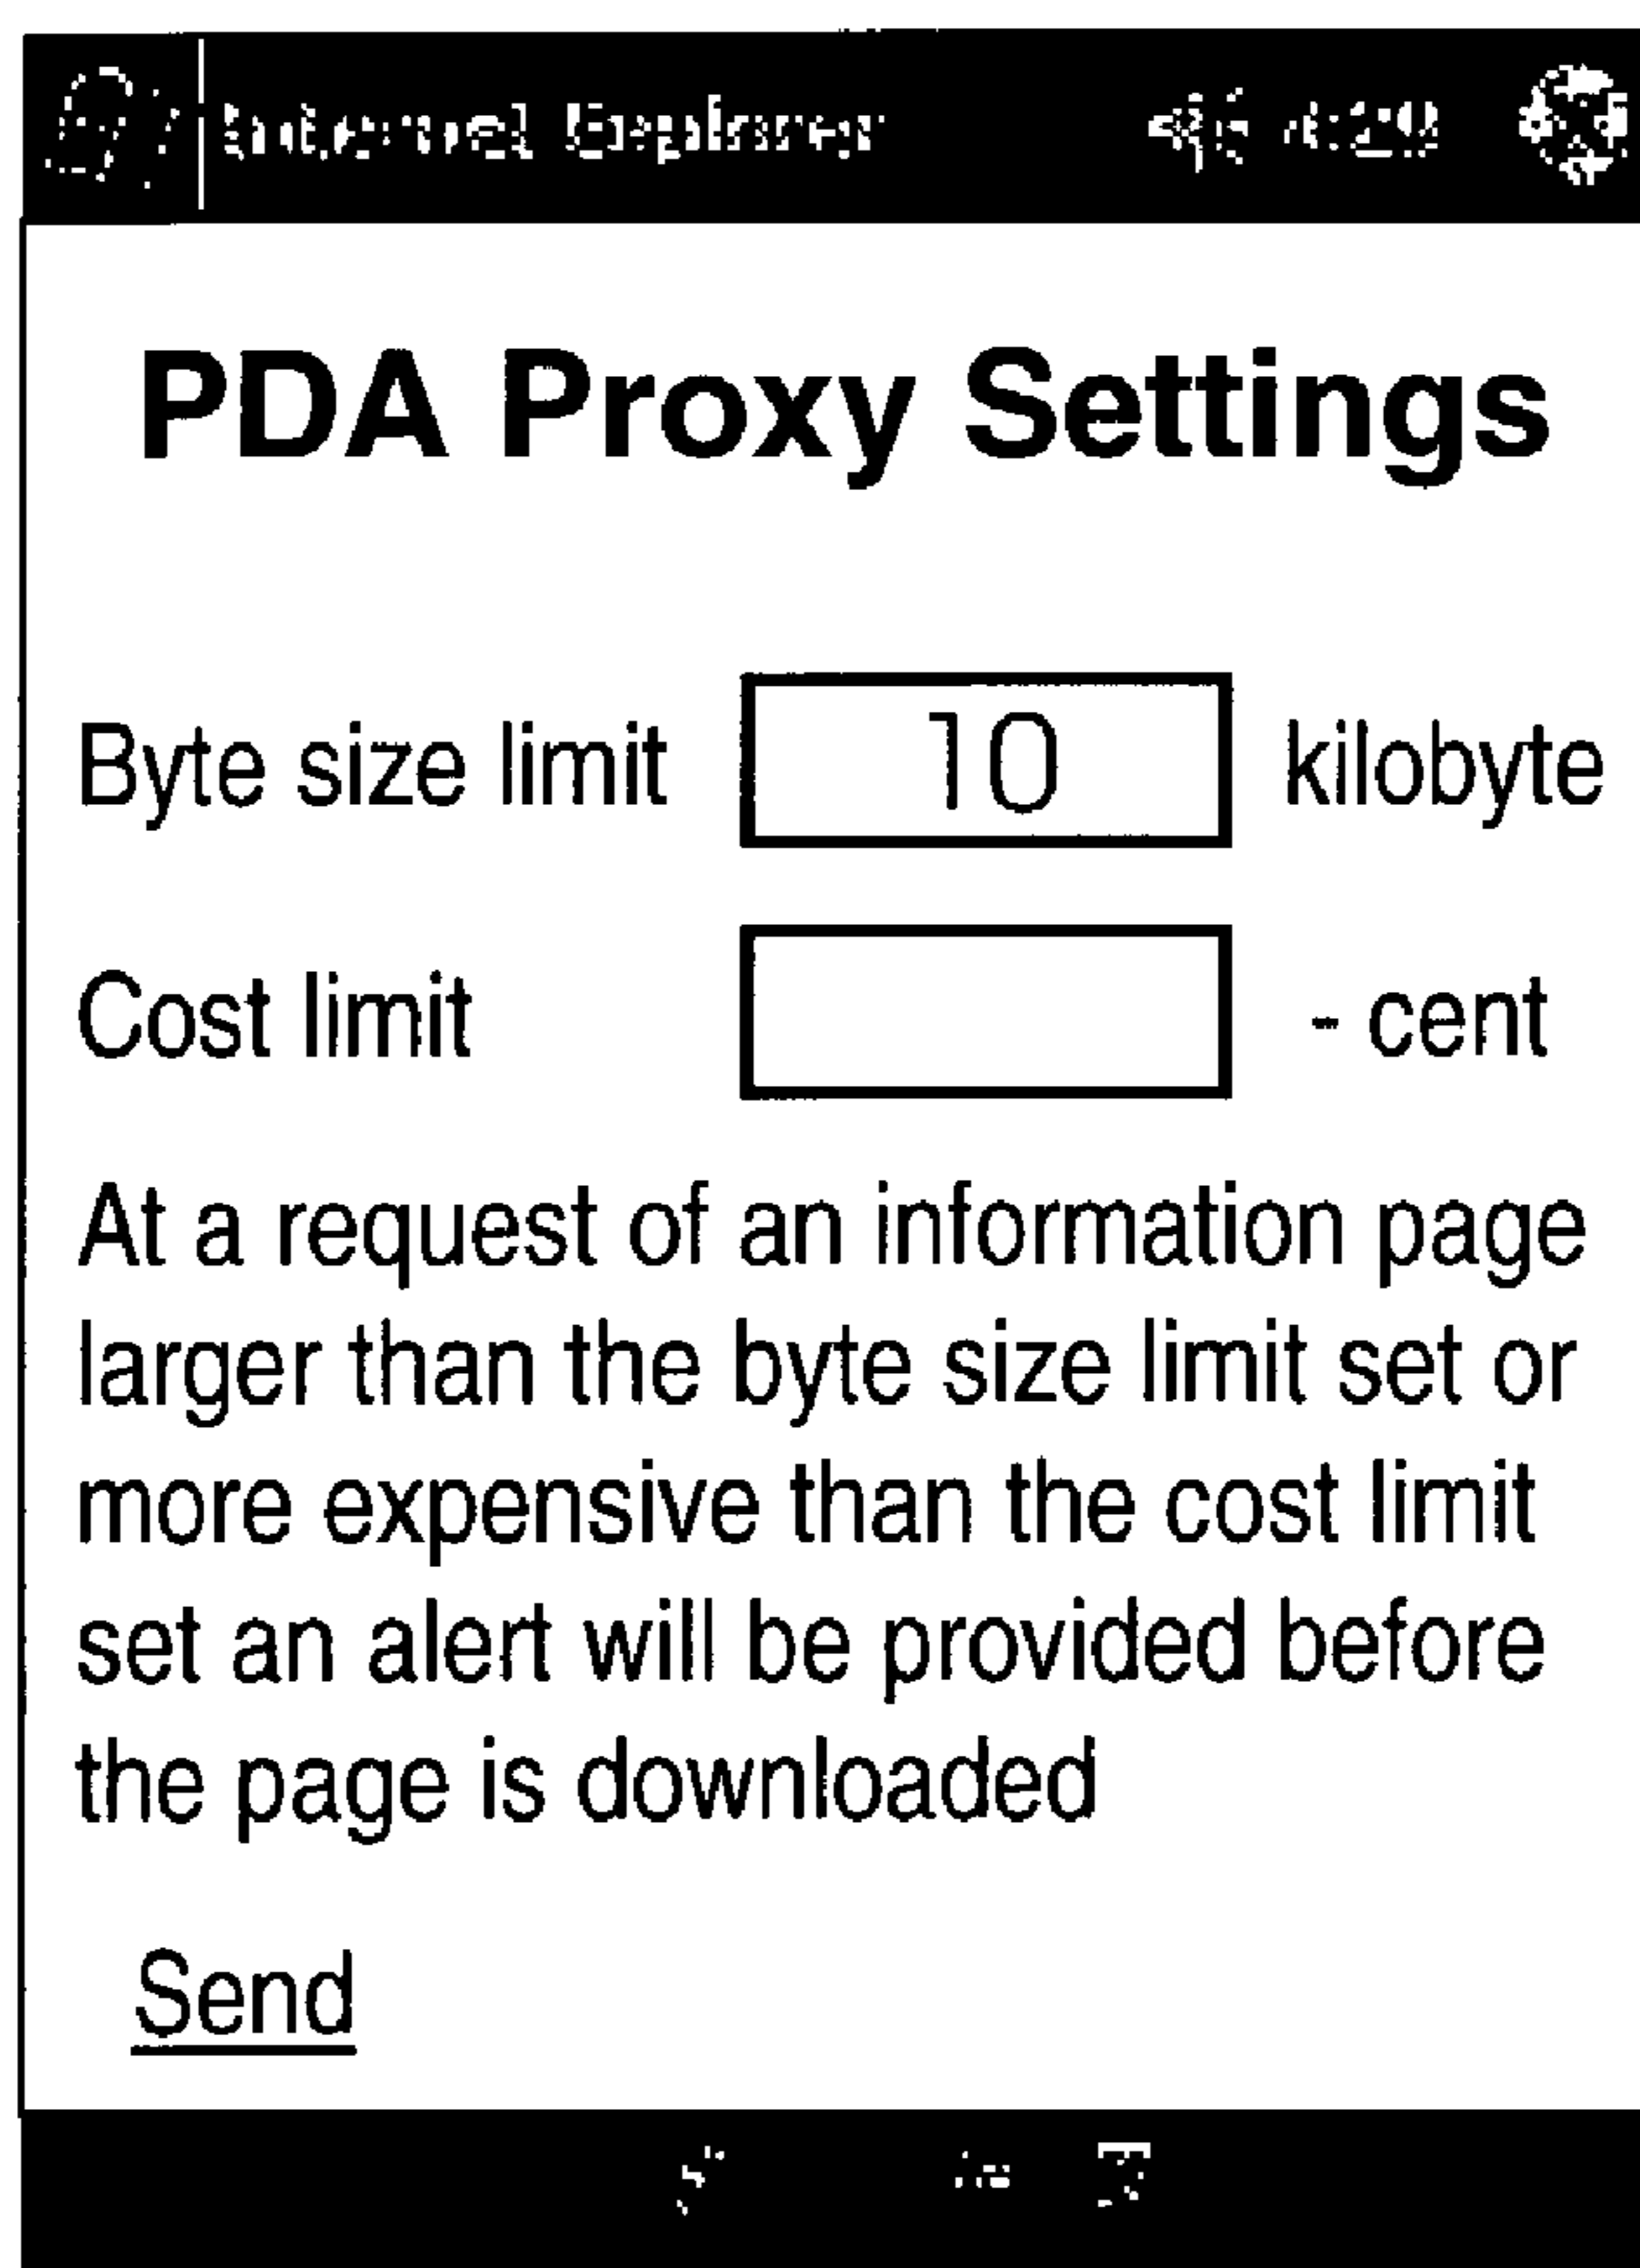 Internet Explorer 4:20
PDA Proxy Settings
Byte size limit 10 kilobyte
Cost limit - cent
At a request of an information page
larger than the byte size limit set or
more expensive than the cost limit
set an alert will be provided before
the page is downloaded
Send